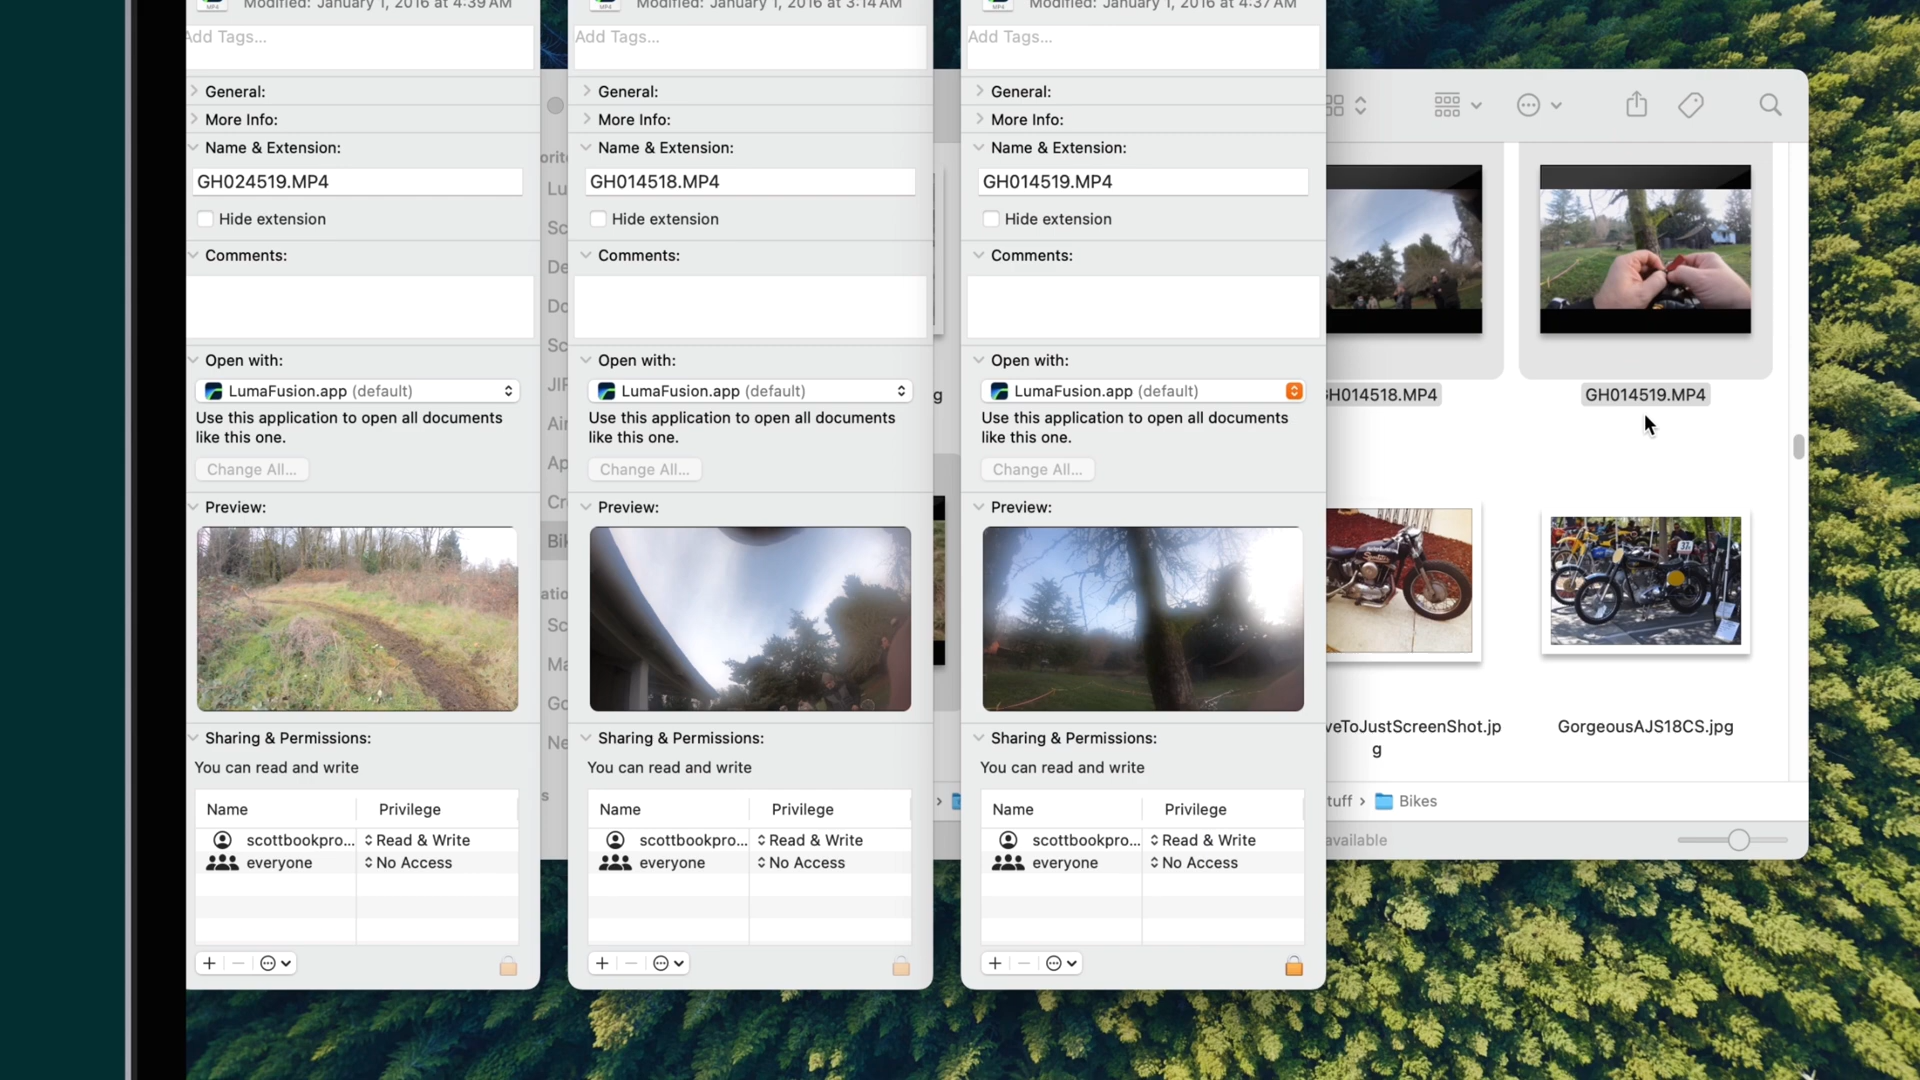 Modified: January 1, 2016 at 4:39 AM
Add Tags...
General:
More Info:
Name & Extension:
GH024519.MP4
Hide extension
Comments:
Open with:
LumaFusion.app (default)
Use this application to open all documents
like this one.
Change All...
Preview:
Sharing & Permissions:
You can read and write
Name Privilege
scottbookpro... Read & Write
everyone No Access
Modified: January 1, 2016 at 3:14 AM
Add Tags...
General:
More Info:
Name & Extension:
GH014518.MP4
Hide extension
Comments:
Open with:
LumaFusion.app (default)
Use this application to open all documents
like this one.
Change All...
Preview:
Sharing & Permissions:
You can read and write
Name Privilege
scottbookpro... Read & Write
everyone No Access
Modified: January 1, 2016 at 4:37 AM
Add Tags...
General:
More Info:
Name & Extension:
GH014519.MP4
Hide extension
Comments:
Open with:
LumaFusion.app (default)
Use this application to open all documents
like this one.
Change All...
Preview:
Sharing & Permissions:
You can read and write
Name Privilege
scottbookpro... Read & Write
everyone No Access
GH014518.MP4
GH014519.MP4
veToJustScreenShot.jp
g
GorgeousAJS18CS.jpg
tuff › Bikes
available